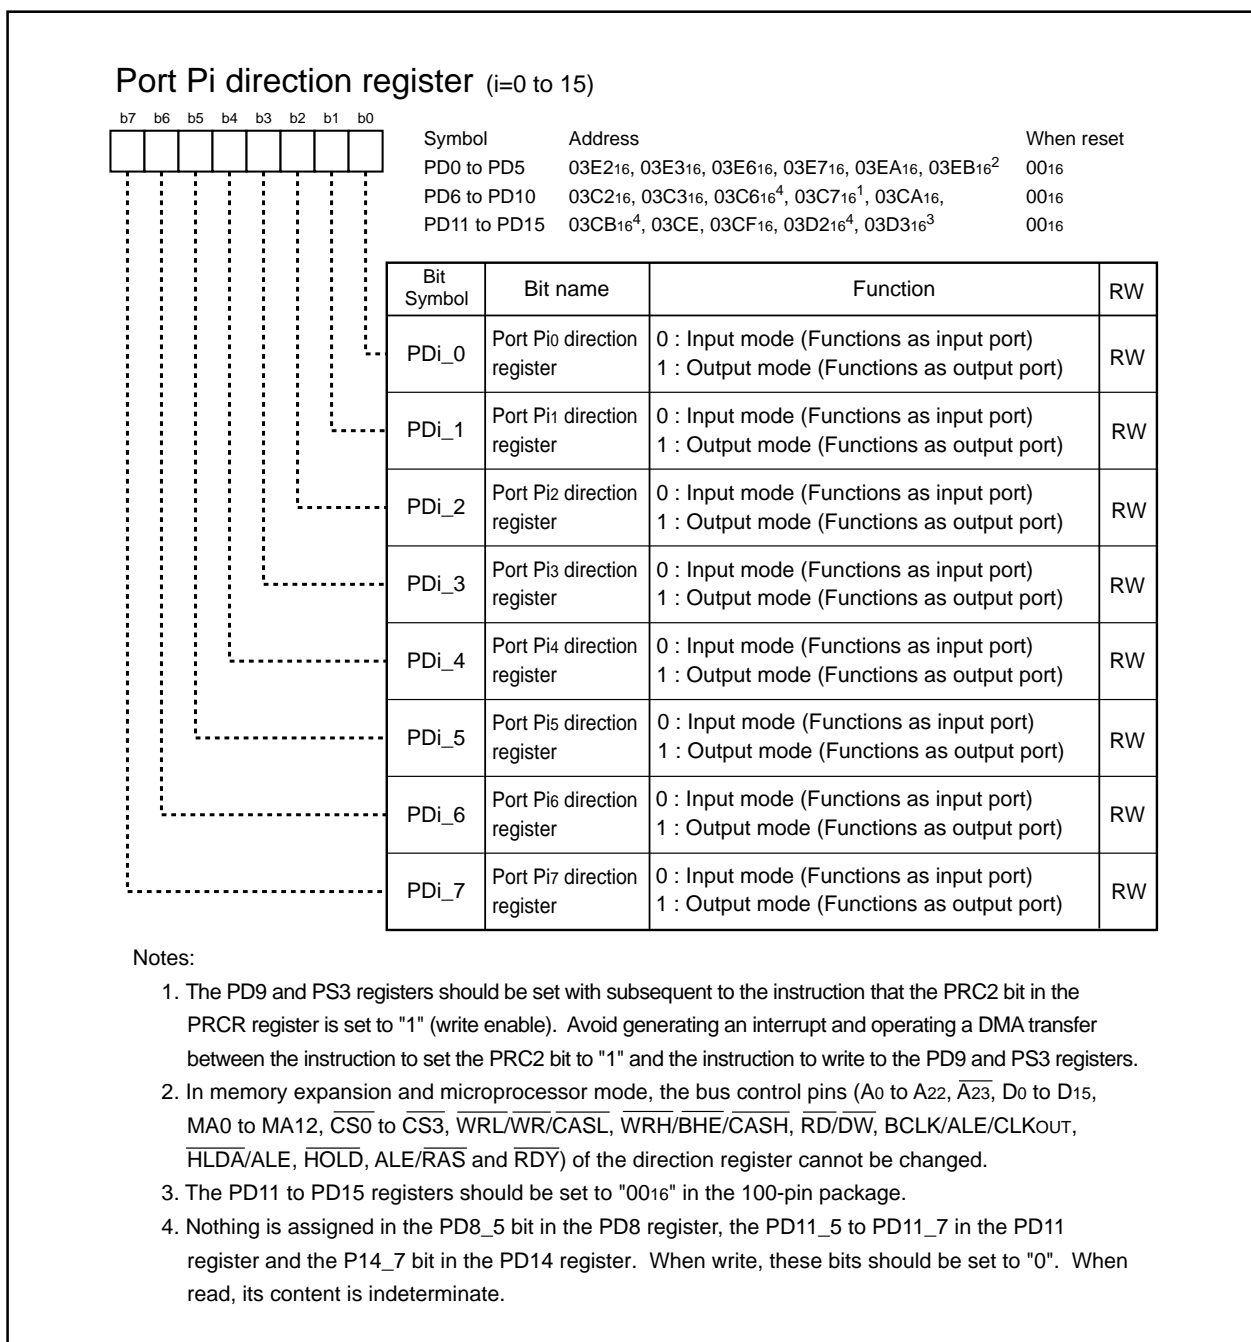 Port Pi direction register (i=0 to 15)
b7 b6 b5 b4 b3 b2 b1 b0
Symbol Address When reset
PD0 to PD5 03E216, 03E316, 03E616, 03E716, 03EA16, 03EB16² 0016
PD6 to PD10 03C216, 03C316, 03C616⁴, 03C716¹, 03CA16, 0016
PD11 to PD15 03CB16⁴, 03CE, 03CF16, 03D216⁴, 03D316³ 0016
Bit Symbol Bit name Function RW
PDi_0 Port Pi0 direction register 0 : Input mode (Functions as input port) 1 : Output mode (Functions as output port) RW
PDi_1 Port Pi1 direction register 0 : Input mode (Functions as input port) 1 : Output mode (Functions as output port) RW
PDi_2 Port Pi2 direction register 0 : Input mode (Functions as input port) 1 : Output mode (Functions as output port) RW
PDi_3 Port Pi3 direction register 0 : Input mode (Functions as input port) 1 : Output mode (Functions as output port) RW
PDi_4 Port Pi4 direction register 0 : Input mode (Functions as input port) 1 : Output mode (Functions as output port) RW
PDi_5 Port Pi5 direction register 0 : Input mode (Functions as input port) 1 : Output mode (Functions as output port) RW
PDi_6 Port Pi6 direction register 0 : Input mode (Functions as input port) 1 : Output mode (Functions as output port) RW
PDi_7 Port Pi7 direction register 0 : Input mode (Functions as input port) 1 : Output mode (Functions as output port) RW
Notes:
1. The PD9 and PS3 registers should be set with subsequent to the instruction that the PRC2 bit in the
PRCR register is set to "1" (write enable). Avoid generating an interrupt and operating a DMA transfer
between the instruction to set the PRC2 bit to "1" and the instruction to write to the PD9 and PS3 registers.
2. In memory expansion and microprocessor mode, the bus control pins (A0 to A22, A23, D0 to D15,
MA0 to MA12, CS0 to CS3, WRL/WR/CASL, WRH/BHE/CASH, RD/DW, BCLK/ALE/CLKOUT,
HLDA/ALE, HOLD, ALE/RAS and RDY) of the direction register cannot be changed.
3. The PD11 to PD15 registers should be set to "0016" in the 100-pin package.
4. Nothing is assigned in the PD8_5 bit in the PD8 register, the PD11_5 to PD11_7 in the PD11
register and the P14_7 bit in the PD14 register. When write, these bits should be set to "0". When
read, its content is indeterminate.